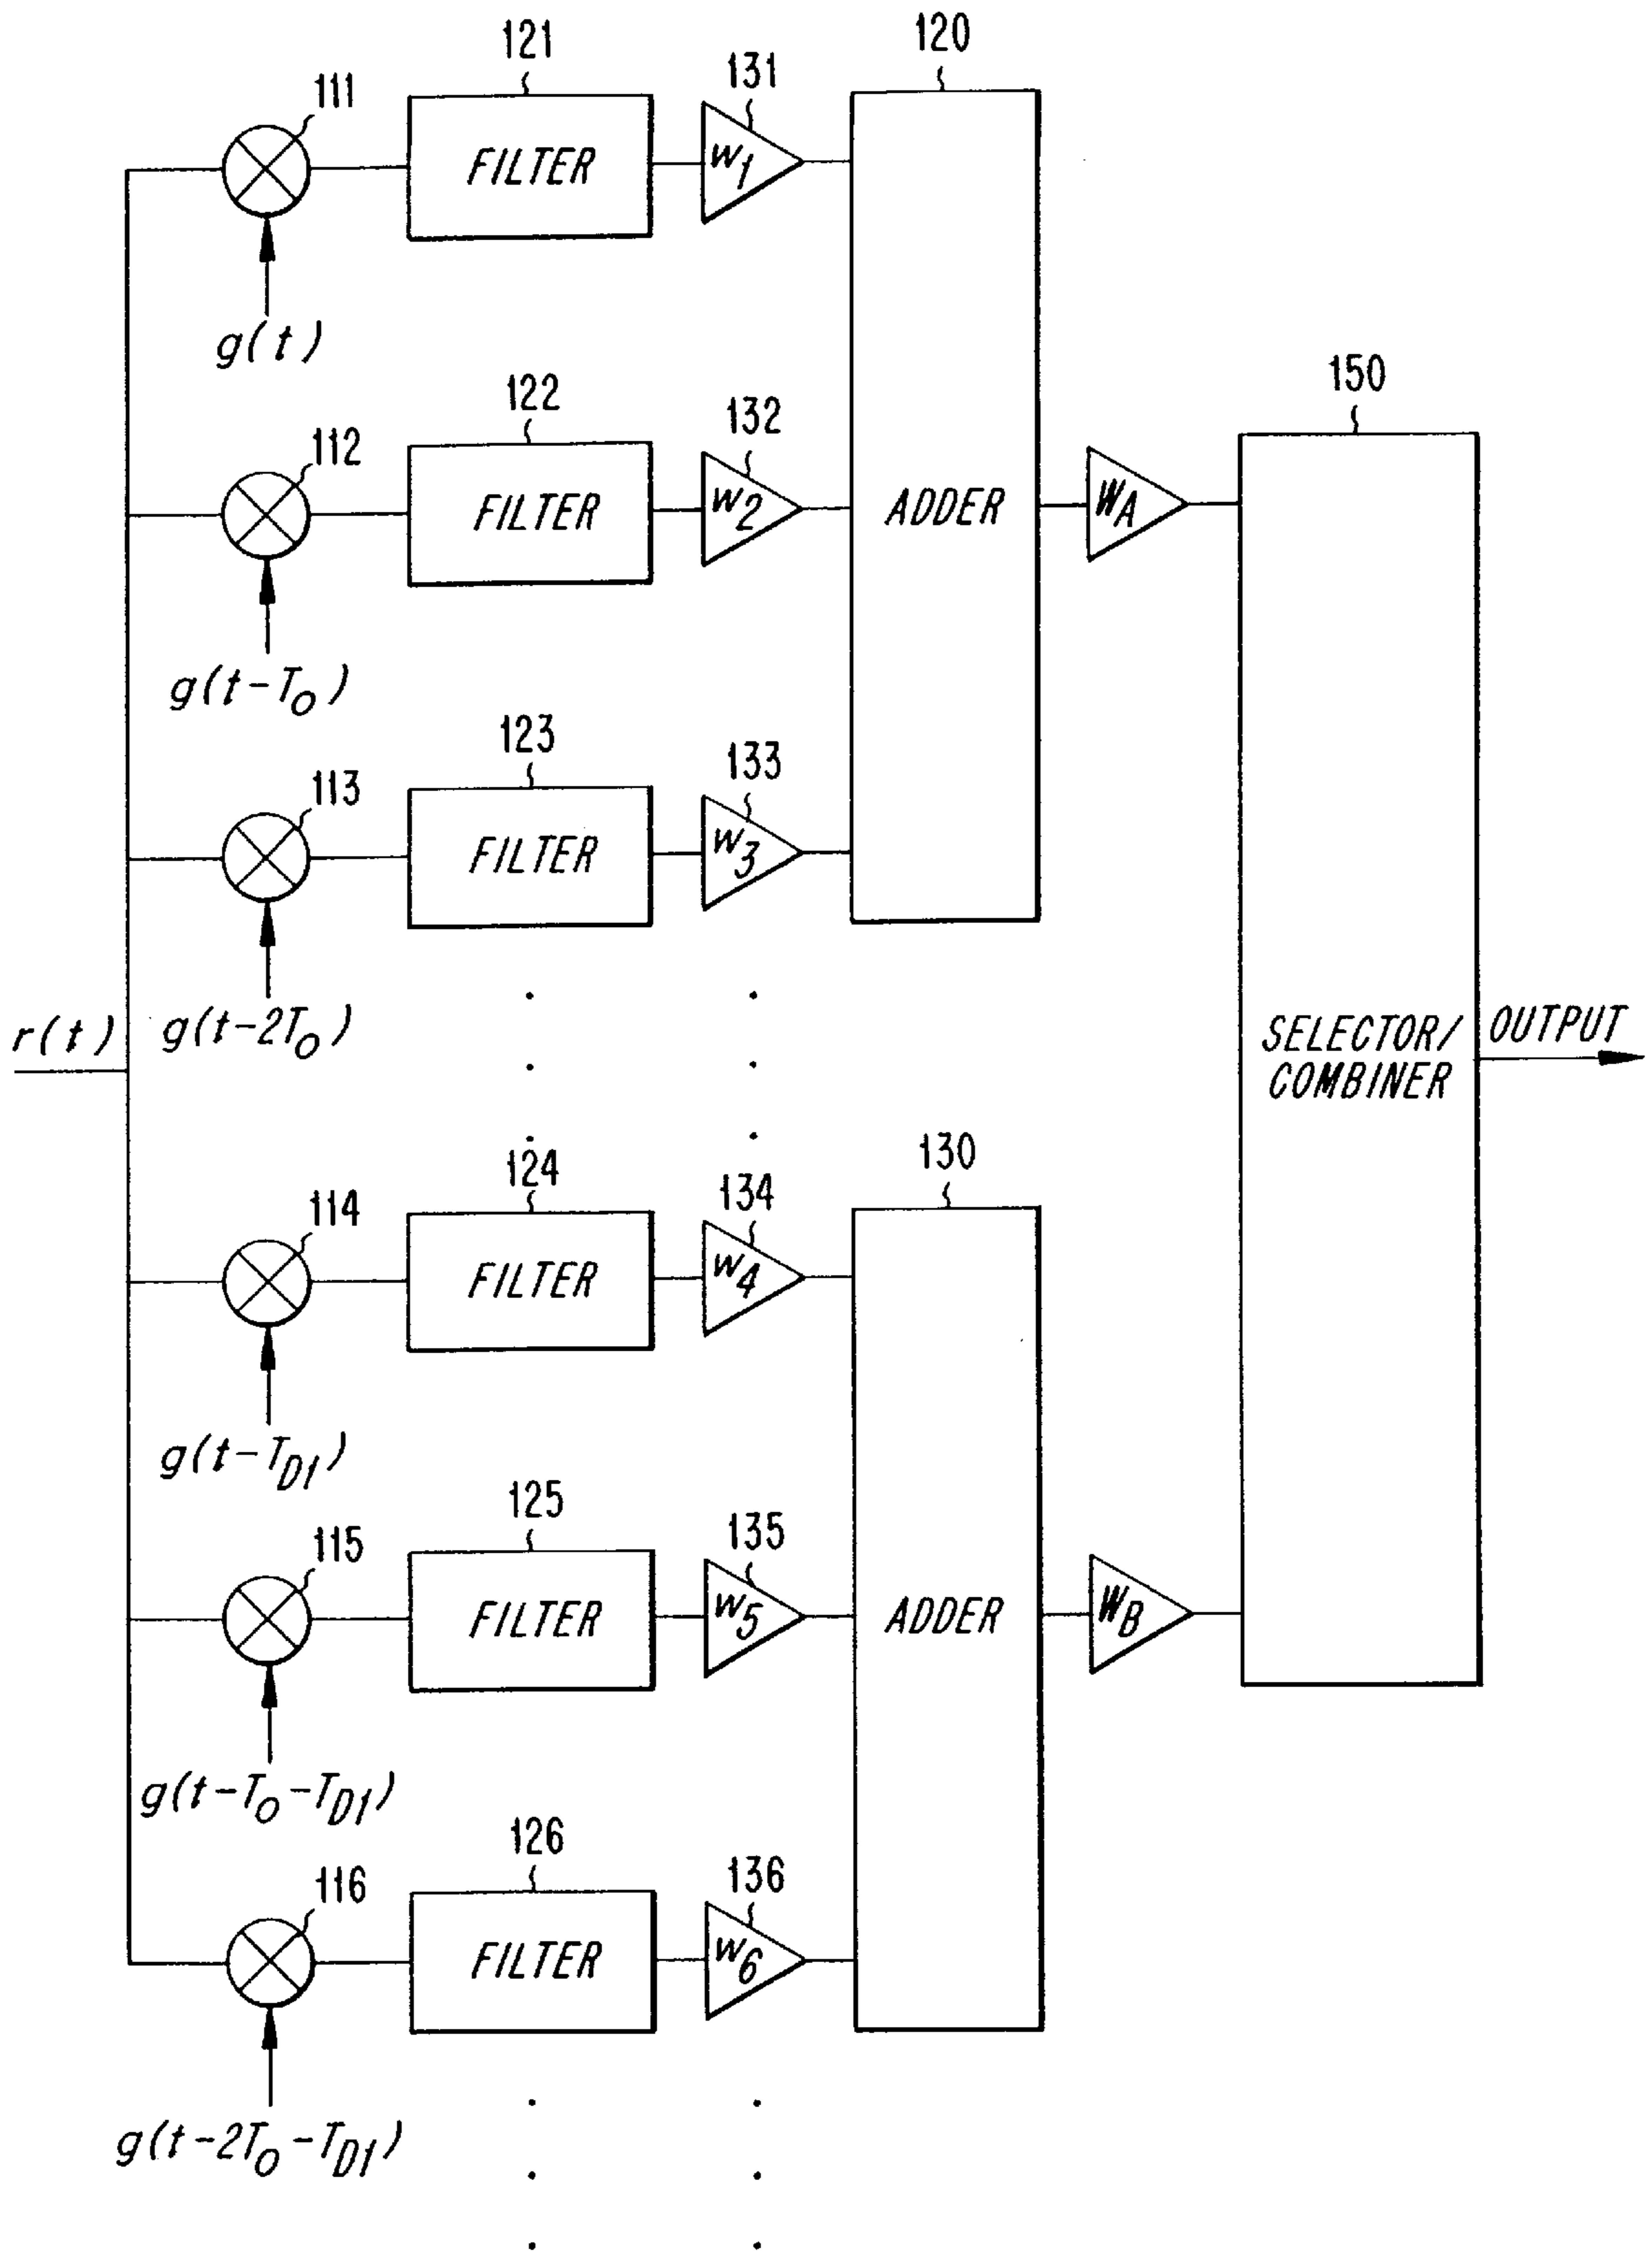 120
121
131
111
FILTER
W1
g(t)
150
122
132
112
FILTER
W2
ADDER
WA
g(t-To)
123
133
113
FILTER
W3
r(t)
g(t-2To)
SELECTOR/
COMBINER
OUTPUT
130
124
134
114
FILTER
W4
g(t-TD1)
125
135
115
FILTER
W5
ADDER
WB
g(t-To-TD1)
126
136
116
FILTER
W6
g(t-2To-TD1)